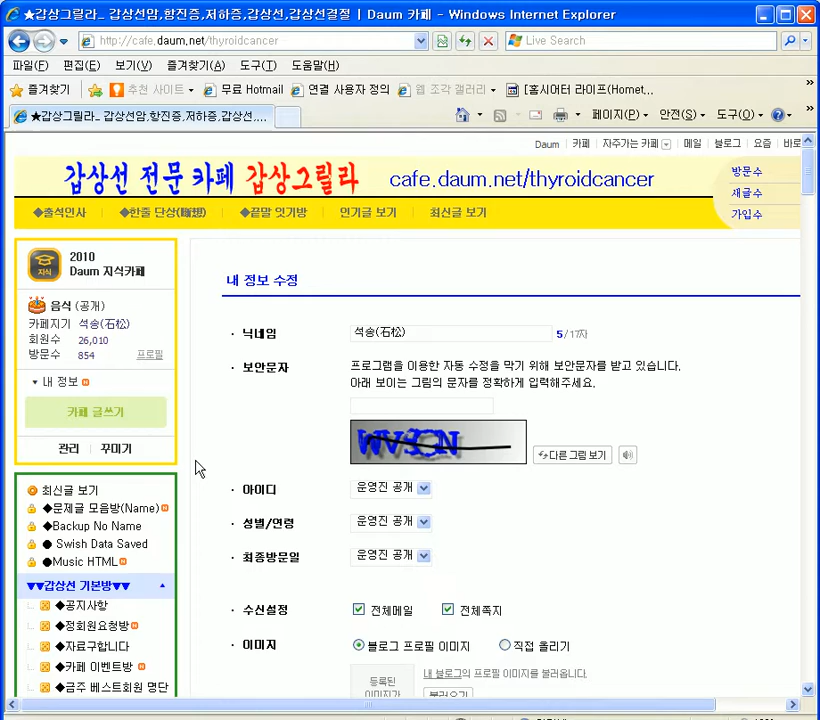 ★갑상그릴라_ 갑상선암,항진증,저하증,갑상선,갑상선결절 | Daum 카페 - Windows Internet Explorer
http://cafe.daum.net/thyroidcancer
Live Search
파일(F) 편집(E) 보기(V) 즐겨찾기(A) 도구(T) 도움말(H)
즐겨찾기 추천 사이트 무료 Hotmail 연결 사용자 정의 웹 조각 갤러리 [홈시어터 라이프(Homet...
★갑상그릴라_ 갑상선암,항진증,저하증,갑상선,...
페이지(P) 안전(S) 도구(O)
Daum 카페 자주가는 카페 메일 블로그 요즘 바로
갑상선 전문 카페 갑상그릴라 cafe.daum.net/thyroidcancer
방문수
새글수
가입수
◆출석인사 ◆한줄 단상(斷想) ◆끝말 잇기방 인기글 보기 최신글 보기
지식
2010
Daum 지식카페
음식 (공개)
카페지기 석송(石松)
회원수 26,010
방문수 854 프로필
내 정보
카페 글쓰기
관리 꾸미기
최신글 보기
◆문제글 모음방(Name)
◆Backup No Name
● Swish Data Saved
●Music HTML
▼▼갑상선 기본방▼▼
◆공지사항
◆정회원요청방
◆자료구합니다
◆카페 이벤트방
◆금주 베스트회원 명단
내 정보 수정
· 닉네임 석송(石松) 5/17자
· 보안문자 프로그램을 이용한 자동 수정을 막기 위해 보안문자를 받고 있습니다.
아래 보이는 그림의 문자를 정확하게 입력해주세요.
다른 그림 보기
· 아이디 운영진 공개
· 성별/연령 운영진 공개
· 최종방문일 운영진 공개
· 수신설정 전체메일 전체쪽지
· 이미지 블로그 프로필 이미지 직접 올리기
등록된
이미지가
내 블로그의 프로필 이미지를 불러옵니다.
불러오기